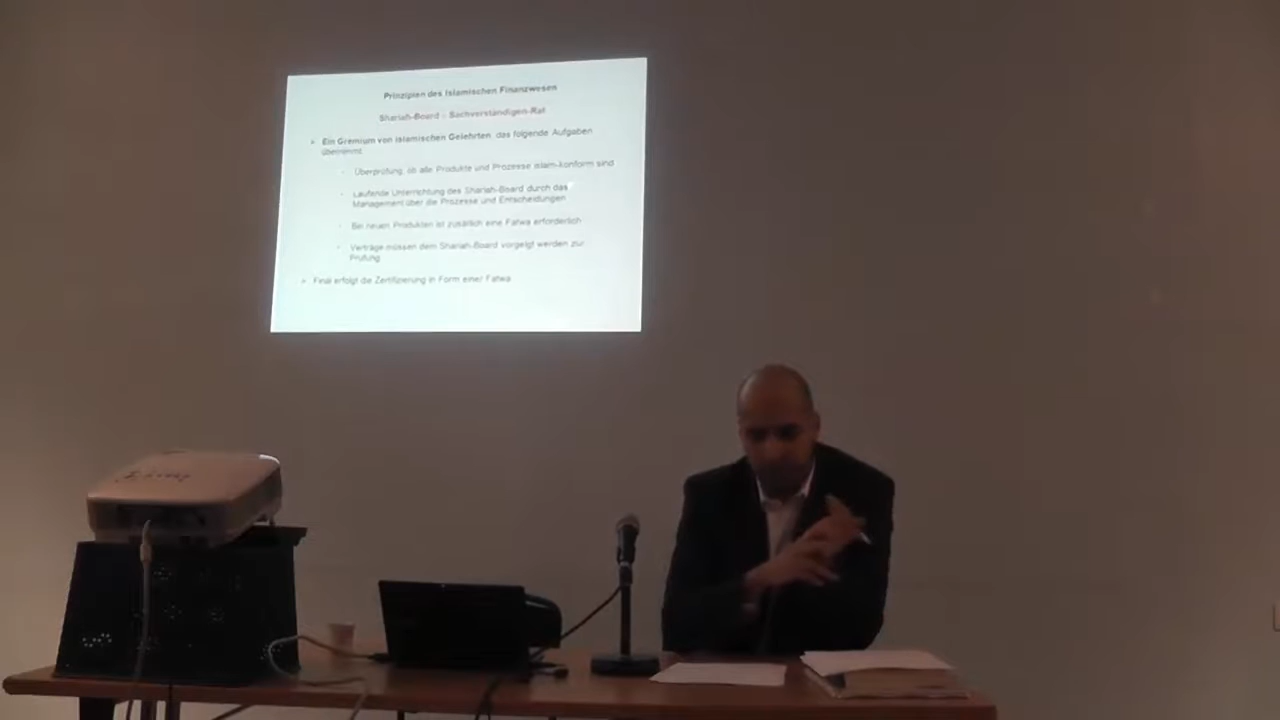 Prinzipien des Islamischen Finanzwesen
Shariah-Board - Sachverständigen-Rat
➢ Ein Gremium von islamischen Gelehrten, das folgende Aufgaben
übernimmt
- Überprüfung, ob alle Produkte und Prozesse islam-konform sind
- Laufende Unterrichtung des Shariah-Board durch das
Management über die Prozesse und Entscheidungen
- Bei neuen Produkten ist zusätlich eine Fatwa erforderlich
- Verträge müssen dem Shariah-Board vorgelgt werden zur
Prüfung
➢ Final erfolgt die Zertifizierung in Form einer Fatwa